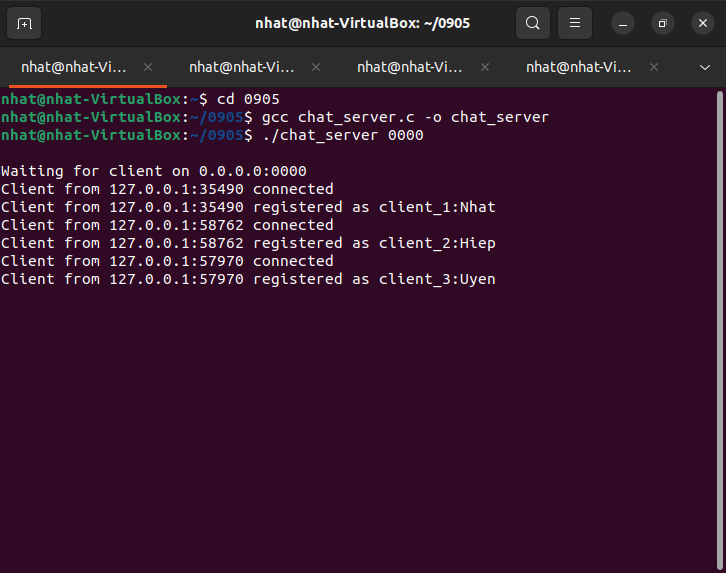 nhat@nhat-VirtualBox: ~/0905
nhat@nhat-Vi...
nhat@nhat-Vi...
nhat@nhat-Vi...
nhat@nhat-Vi...
nhat@nhat-VirtualBox:~$ cd 0905
nhat@nhat-VirtualBox:~/0905$ gcc chat_server.c -o chat_server
nhat@nhat-VirtualBox:~/0905$ ./chat_server 0000
Waiting for client on 0.0.0.0:0000
Client from 127.0.0.1:35490 connected
Client from 127.0.0.1:35490 registered as client_1:Nhat
Client from 127.0.0.1:58762 connected
Client from 127.0.0.1:58762 registered as client_2:Hiep
Client from 127.0.0.1:57970 connected
Client from 127.0.0.1:57970 registered as client_3:Uyen